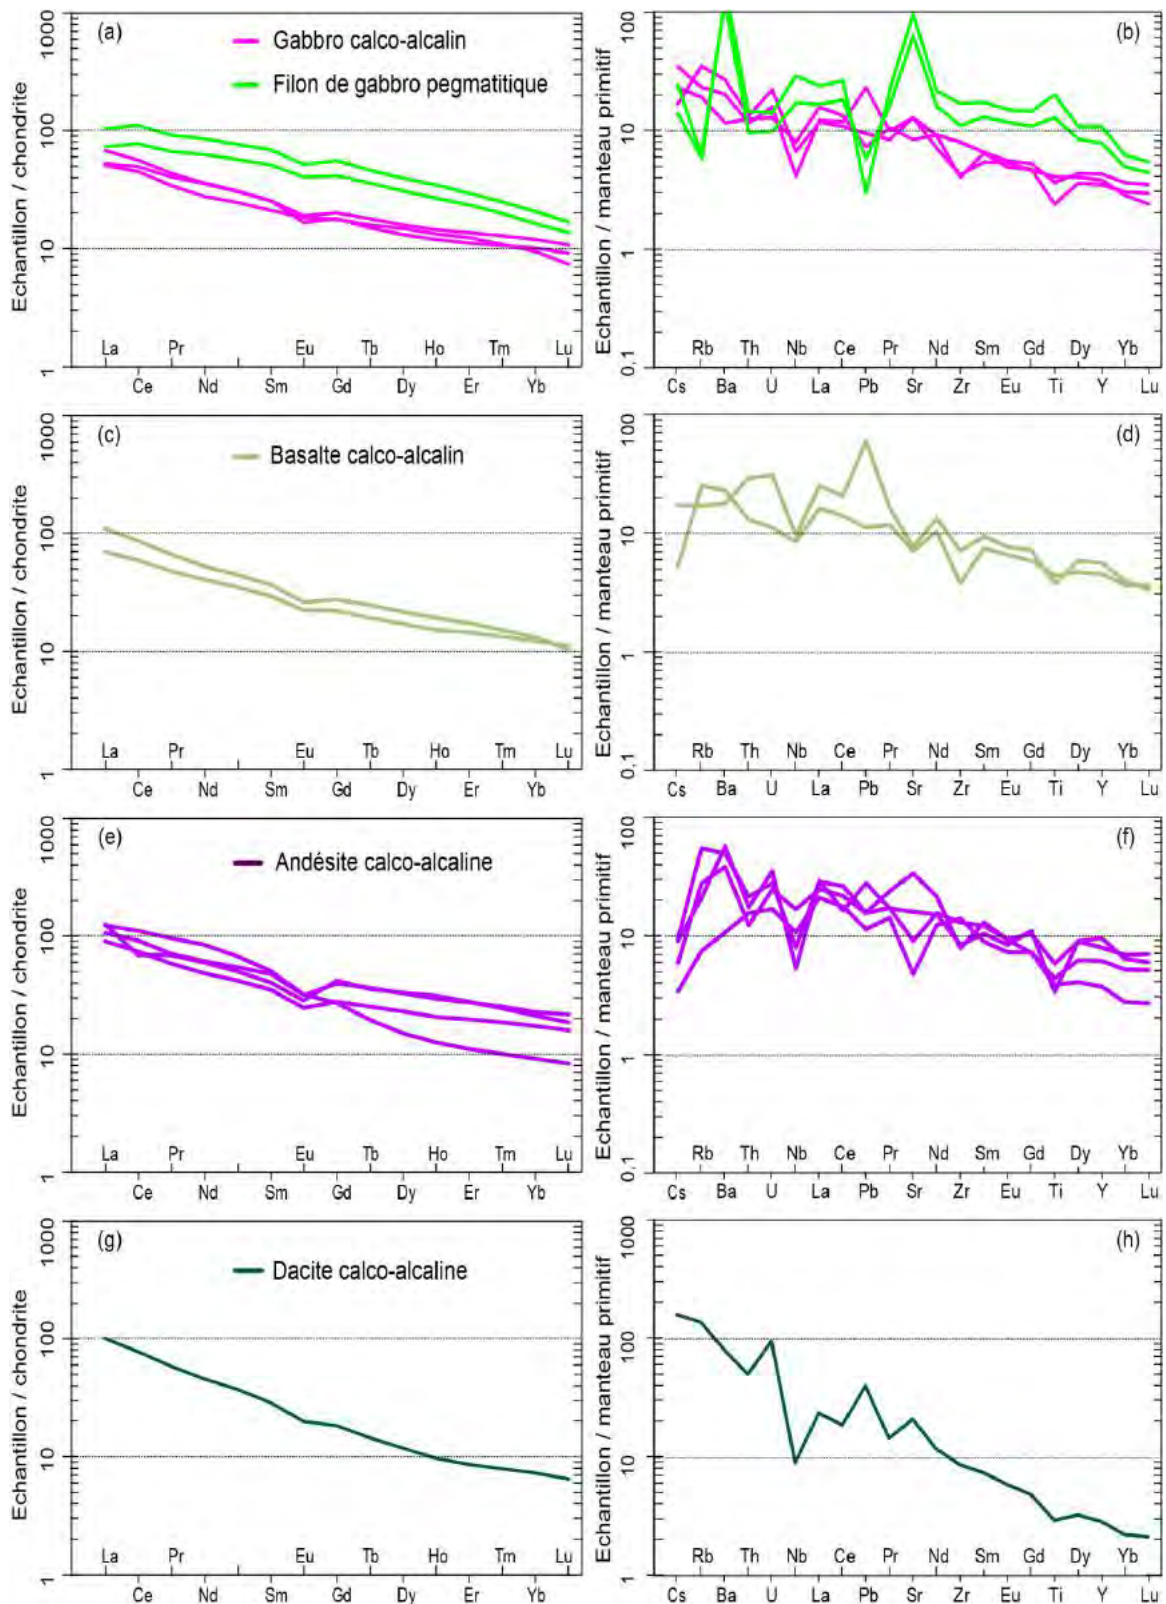 (a)
Gabbro calco-alcalin
Filon de gabbro pegmatitique
Echantillon / chondrite
1000
100
10
1
La Pr Eu Tb Ho Tm Lu
Ce Nd Sm Gd Dy Er Yb
(b)
Echantillon / manteau primitif
100
10
1
0,1
Rb Th Nb Ce Pr Nd Sm Gd Dy Yb
Cs Ba U La Pb Sr Zr Eu Ti Y Lu
(c)
Basalte calco-alcalin
Echantillon / chondrite
1000
100
10
1
La Pr Eu Tb Ho Tm Lu
Ce Nd Sm Gd Dy Er Yb
(d)
Echantillon / manteau primitif
100
10
1
0,1
Rb Th Nb Ce Pr Nd Sm Gd Dy Yb
Cs Ba U La Pb Sr Zr Eu Ti Y Lu
(e)
Andésite calco-alcaline
Echantillon / chondrite
1000
100
10
1
La Pr Eu Tb Ho Tm Lu
Ce Nd Sm Gd Dy Er Yb
(f)
Echantillon / manteau primitif
100
10
1
0,1
Rb Th Nb Ce Pr Nd Sm Gd Dy Yb
Cs Ba U La Pb Sr Zr Eu Ti Y Lu
(g)
Dacite calco-alcaline
Echantillon / chondrite
1000
100
10
1
La Pr Eu Tb Ho Tm Lu
Ce Nd Sm Gd Dy Er Yb
(h)
Echantillon / manteau primitif
1000
100
10
1
Rb Th Nb Ce Pr Nd Sm Gd Dy Yb
Cs Ba U La Pb Sr Zr Eu Ti Y Lu